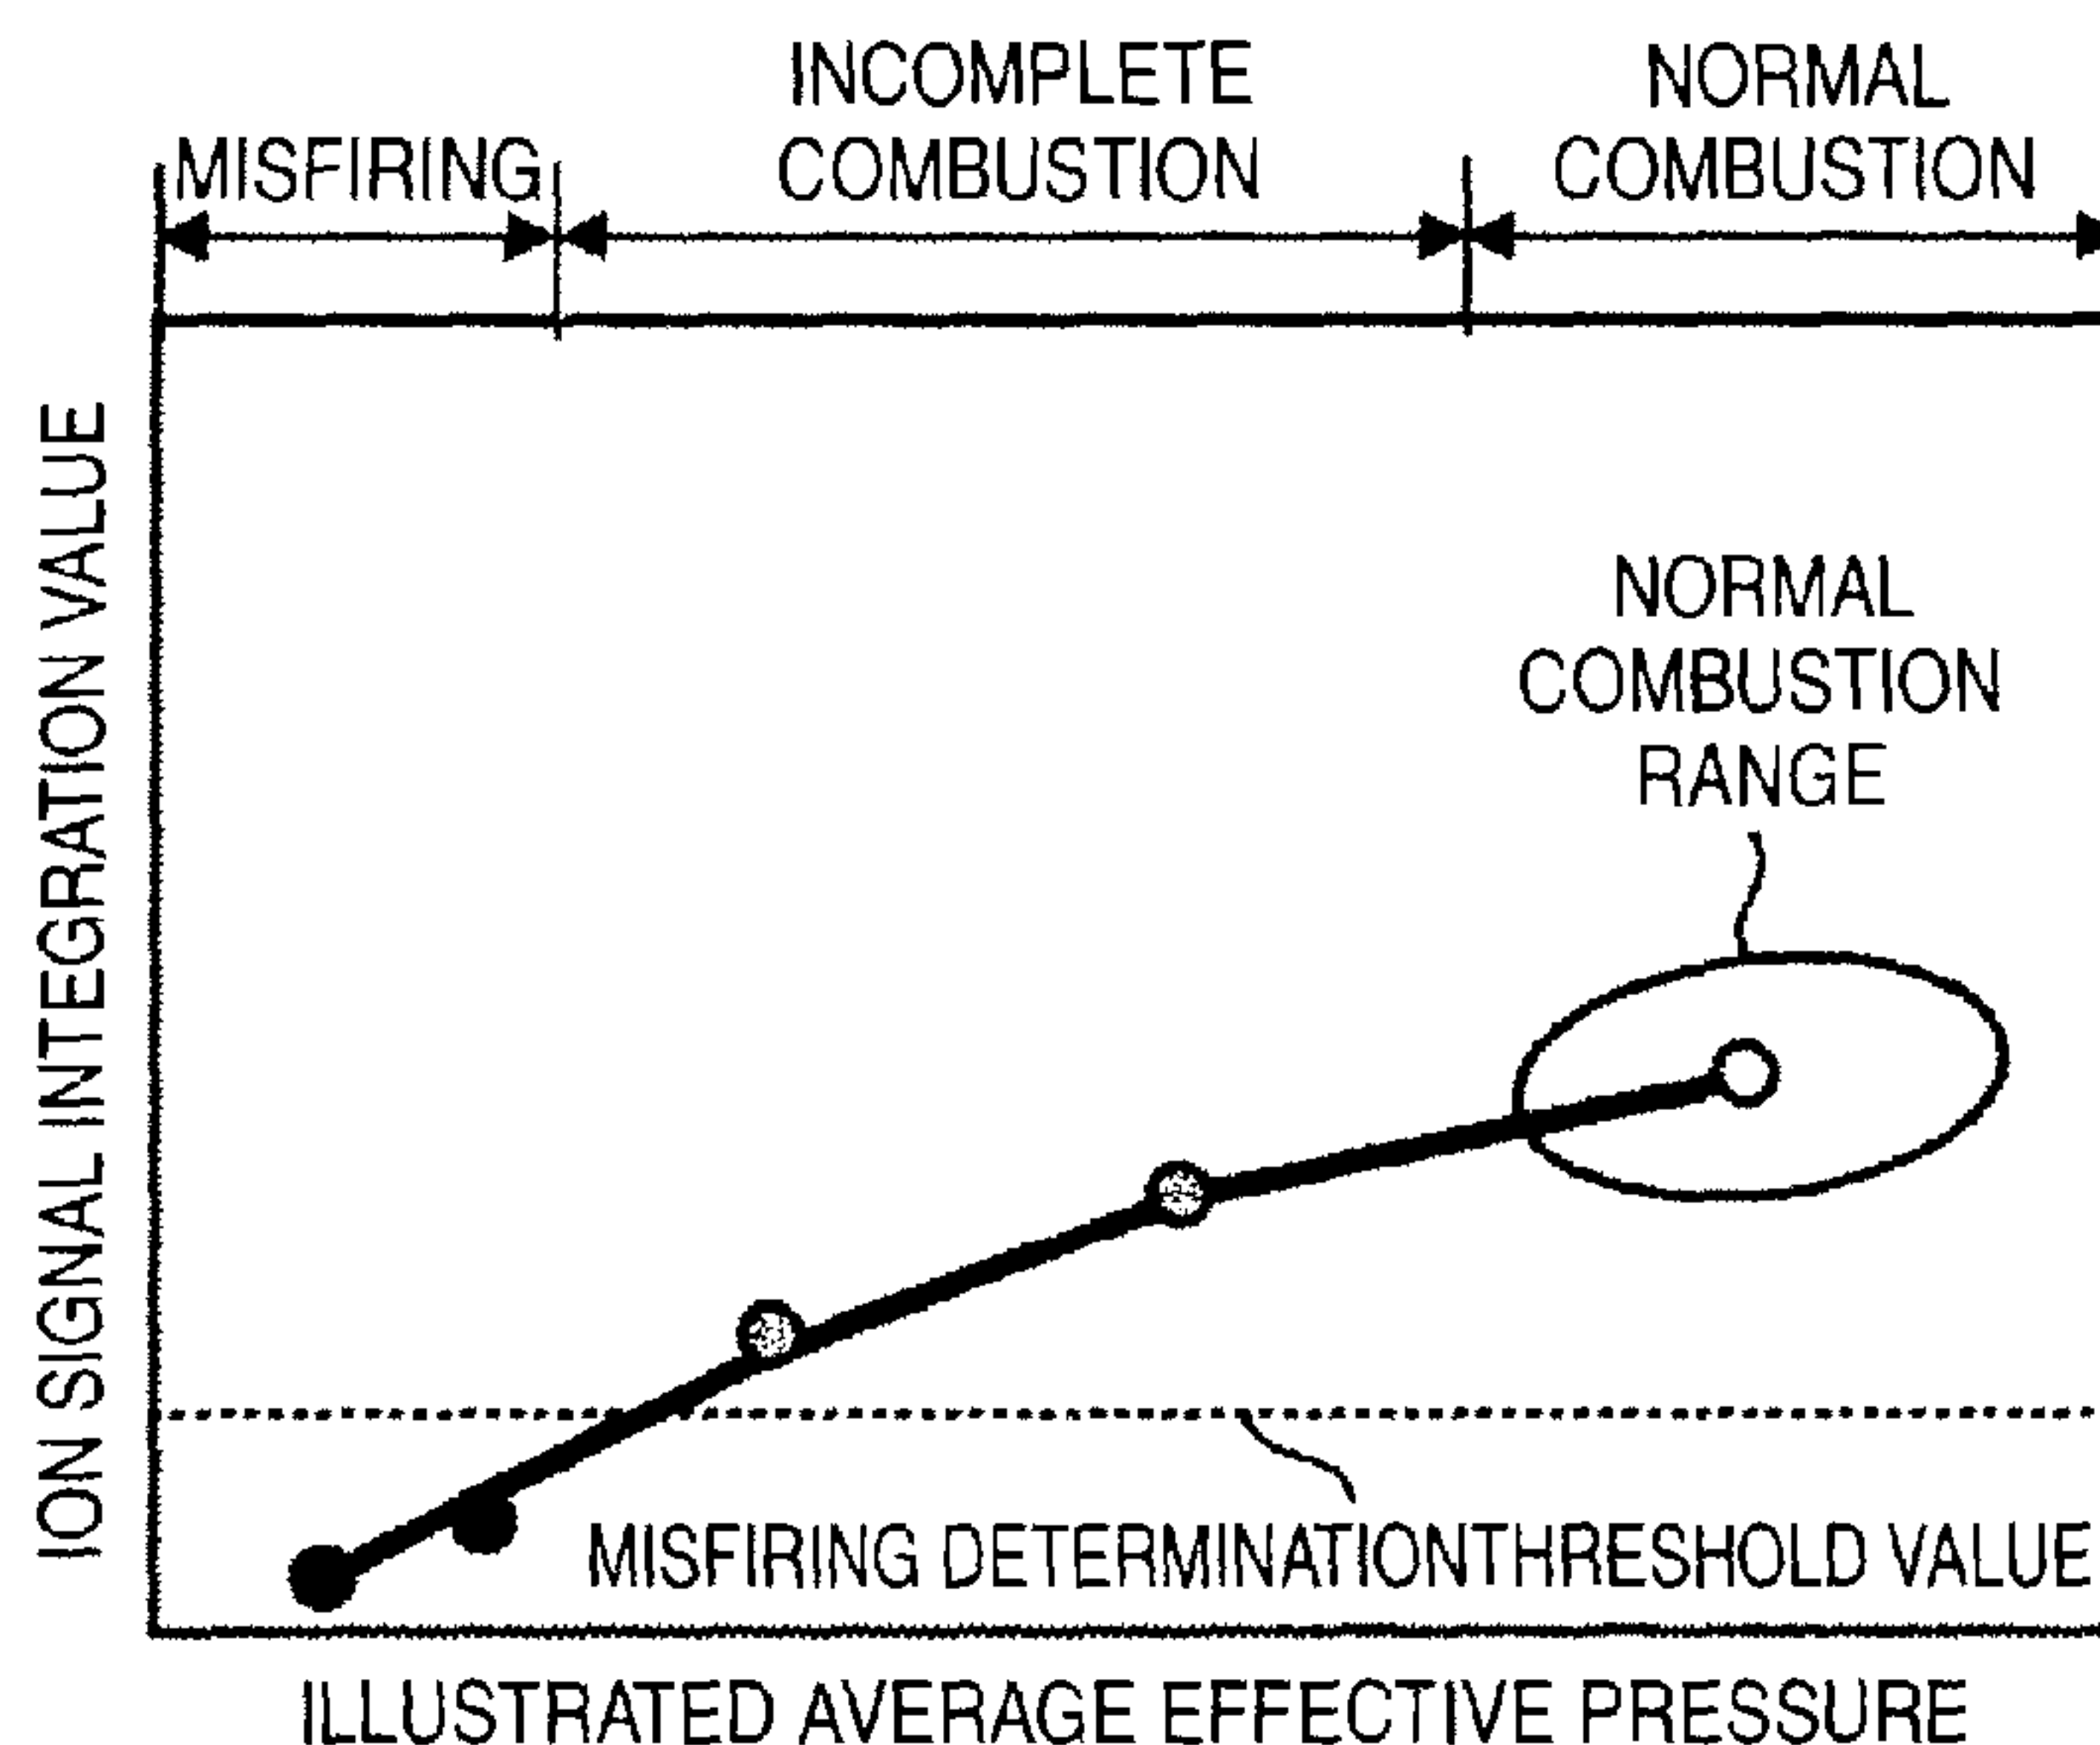 MISFIRING
INCOMPLETE
COMBUSTION
NORMAL
COMBUSTION
NORMAL
COMBUSTION
RANGE
MISFIRING DETERMINATIONTHRESHOLD VALUE
ION SIGNAL INTEGRATION VALUE
ILLUSTRATED AVERAGE EFFECTIVE PRESSURE